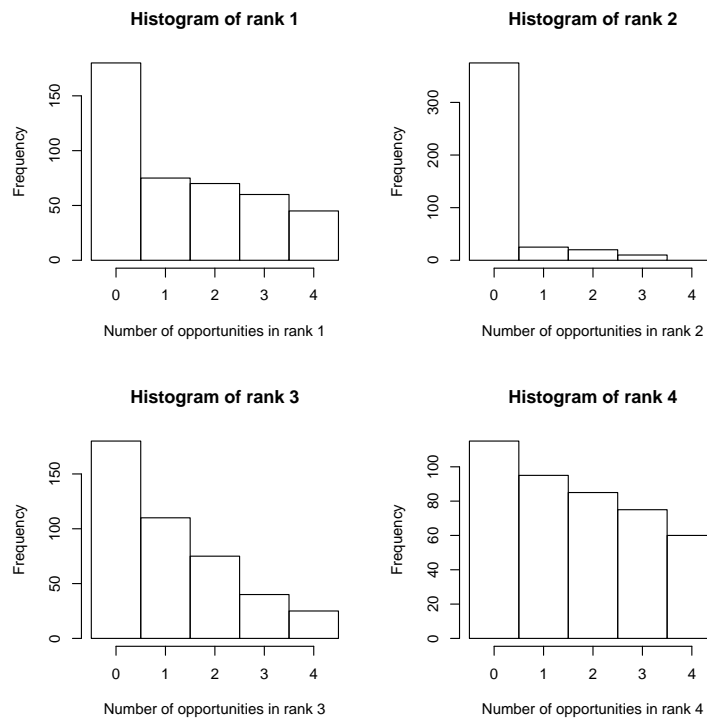 Histogram of rank 1
Frequency
0 50 100 150
0 1 2 3 4
Number of opportunities in rank 1
Histogram of rank 2
Frequency
0 100 200 300
0 1 2 3 4
Number of opportunities in rank 2
Histogram of rank 3
Frequency
0 50 100 150
0 1 2 3 4
Number of opportunities in rank 3
Histogram of rank 4
Frequency
0 20 40 60 80 100
0 1 2 3 4
Number of opportunities in rank 4